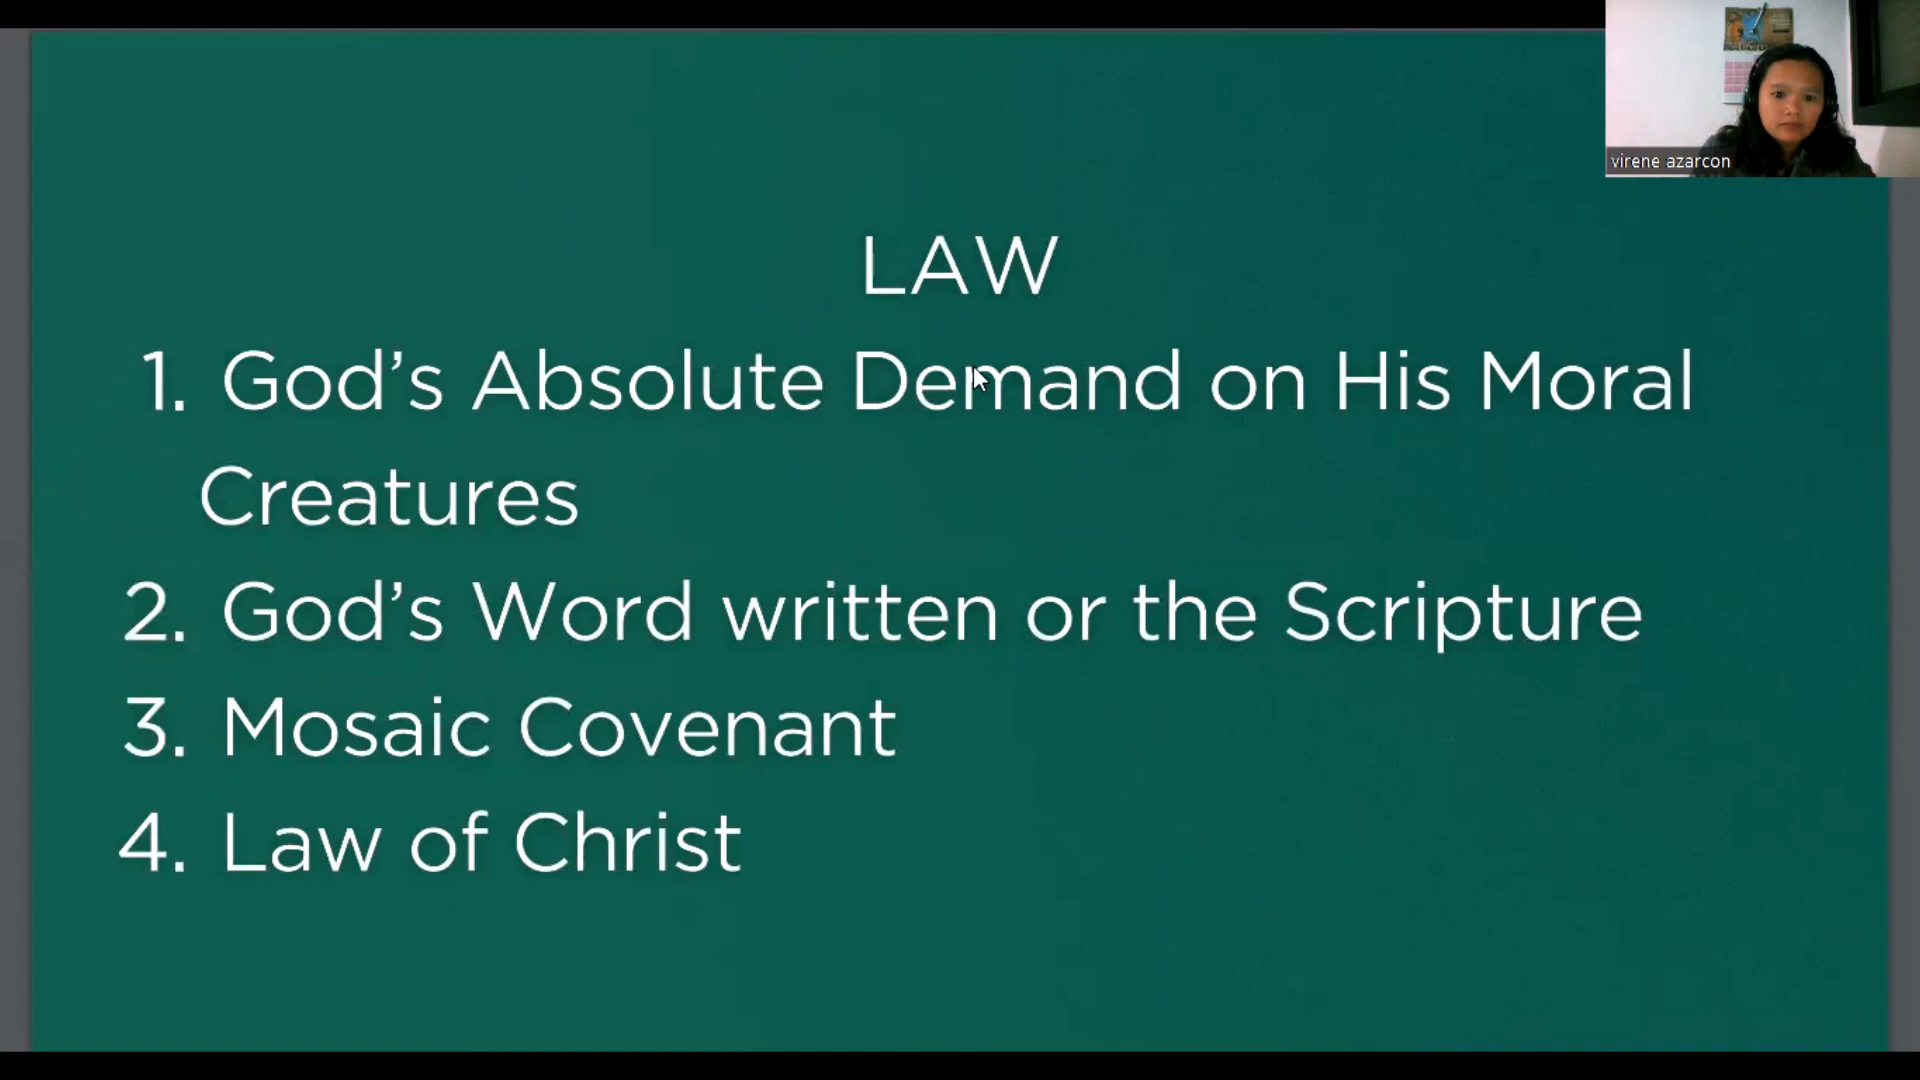 virene azarcon
LAW
1. God’s Absolute Demand on His Moral
Creatures
2. God’s Word written or the Scripture
3. Mosaic Covenant
4. Law of Christ